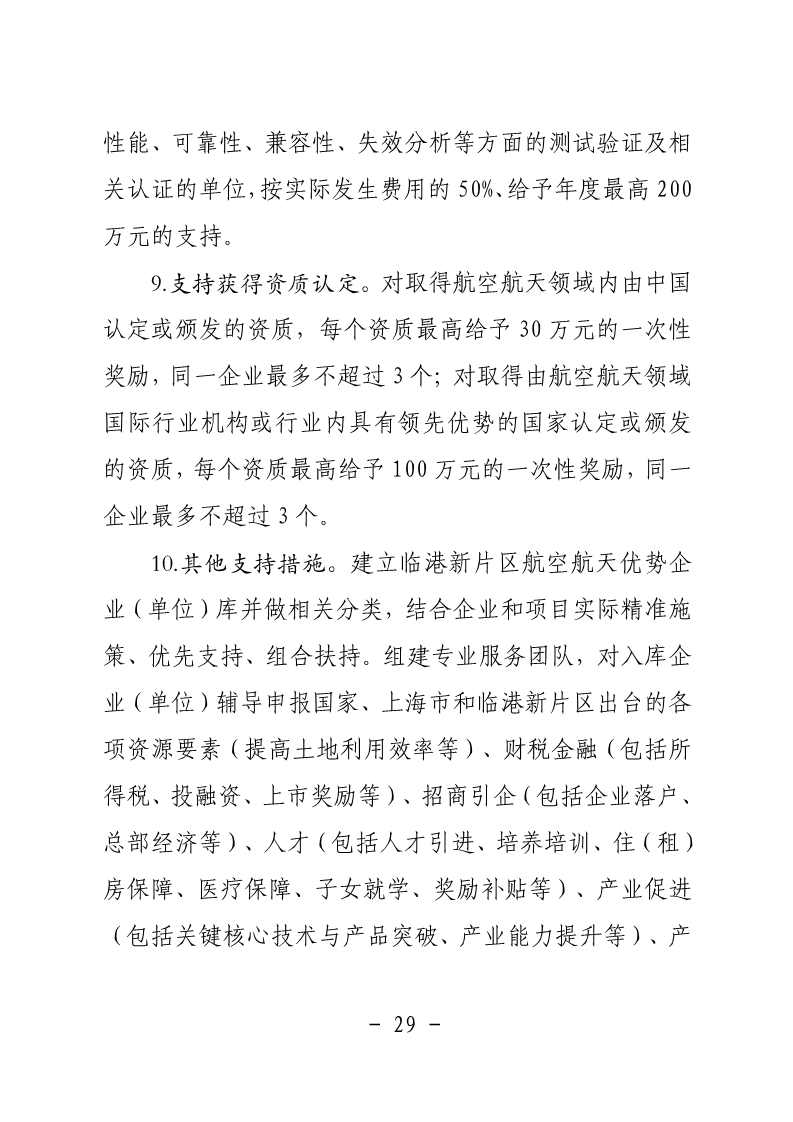 性能、可靠性、兼容性、失效分析等方面的测试验证及相
关认证的单位,按实际发生费用的 50%、给予年度最高 200
万元的支持。
9.支持获得资质认定。对取得航空航天领域内由中国
认定或颁发的资质，每个资质最高给予 30 万元的一次性
奖励，同一企业最多不超过 3 个；对取得由航空航天领域
国际行业机构或行业内具有领先优势的国家认定或颁发
的资质，每个资质最高给予 100 万元的一次性奖励，同一
企业最多不超过 3 个。
10.其他支持措施。建立临港新片区航空航天优势企
业（单位）库并做相关分类，结合企业和项目实际精准施
策、优先支持、组合扶持。组建专业服务团队，对入库企
业（单位）辅导申报国家、上海市和临港新片区出台的各
项资源要素（提高土地利用效率等）、财税金融（包括所
得税、投融资、上市奖励等）、招商引企（包括企业落户、
总部经济等）、人才（包括人才引进、培养培训、住（租）
房保障、医疗保障、子女就学、奖励补贴等）、产业促进
（包括关键核心技术与产品突破、产业能力提升等）、产
- 29 -